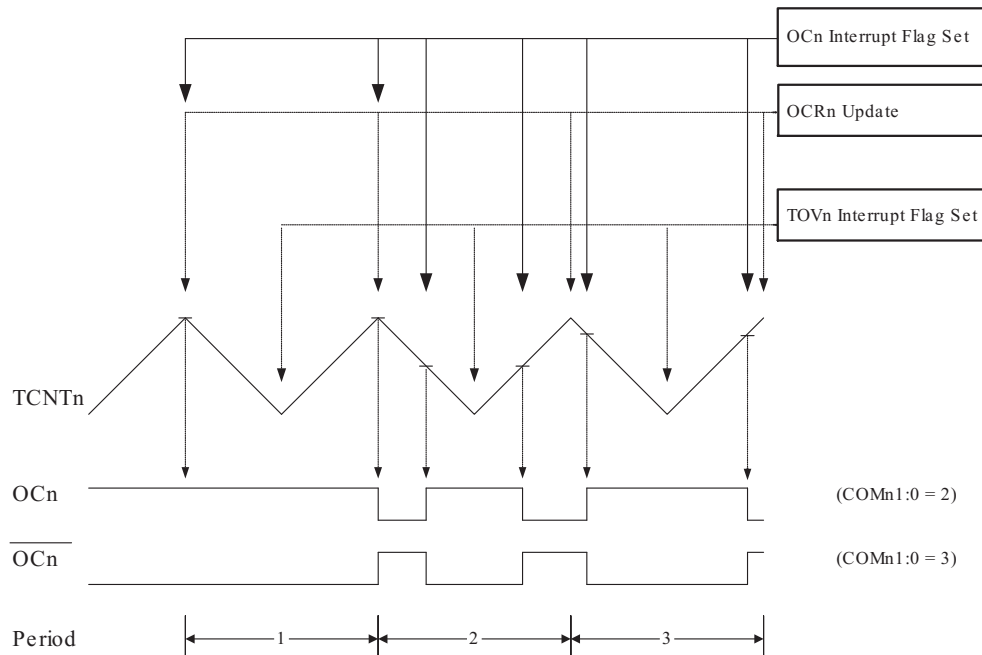 OCn Interrupt Flag Set
OCRn Update
TOVn Interrupt Flag Set
TCNTn
OCn (COMn1:0 = 2)
OCn (COMn1:0 = 3)
Period 1 2 3